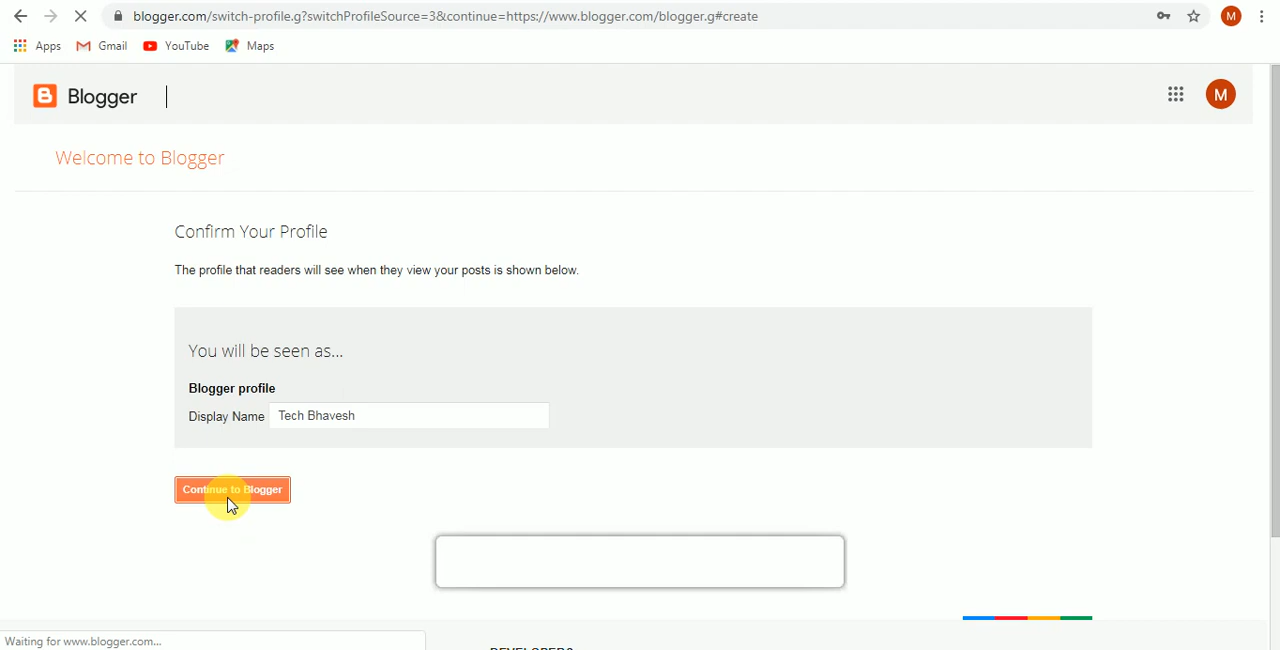 blogger.com/switch-profile.g?switchProfileSource=3&continue=https://www.blogger.com/blogger.g#create
M
Apps Gmail YouTube Maps
Blogger
M
Welcome to Blogger
Confirm Your Profile
The profile that readers will see when they view your posts is shown below.
You will be seen as...
Blogger profile
Display Name Tech Bhavesh
Continue to Blogger
Waiting for www.blogger.com...
DEVELOPERS